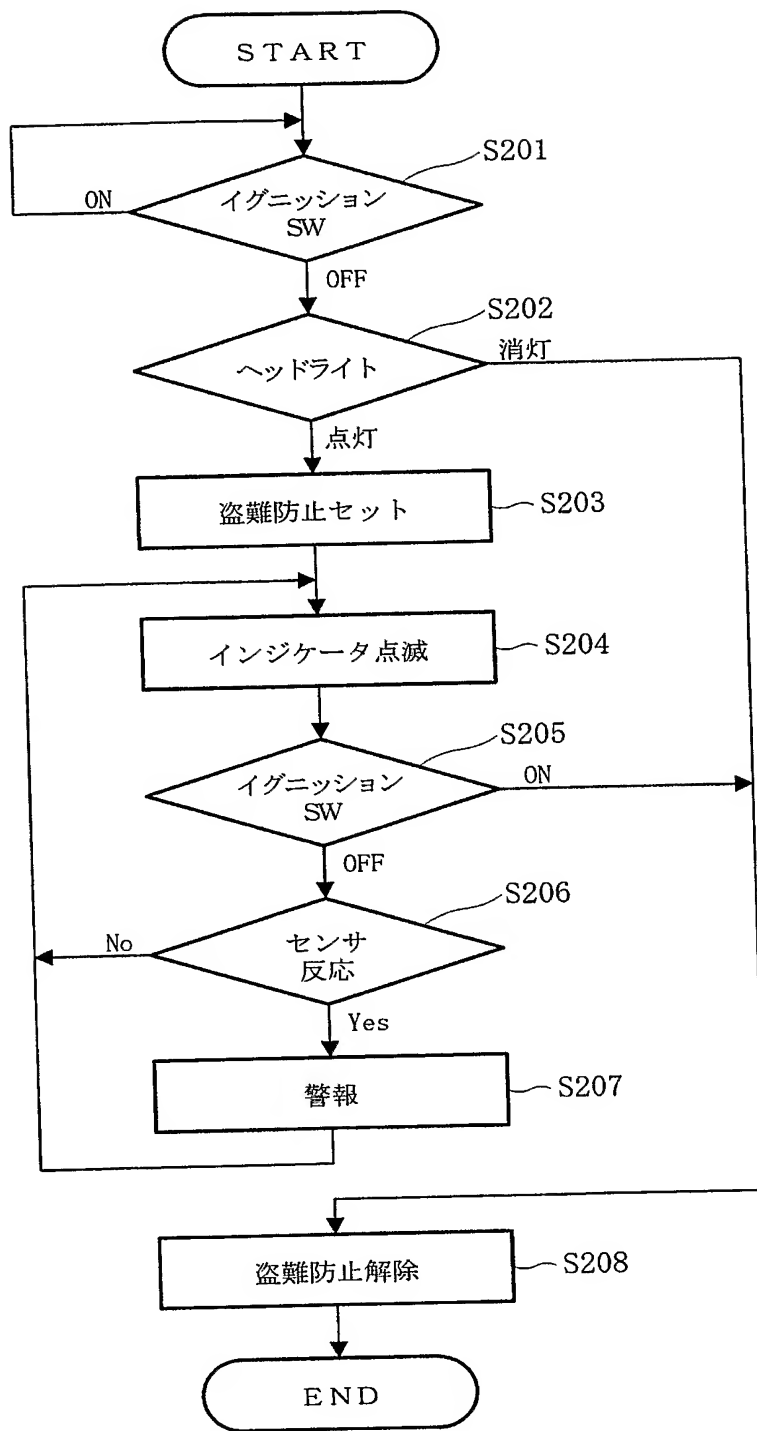 START
S201
ON
イグニッション
SW
OFF
S202
ヘッドライト
消灯
点灯
盗難防止セット
S203
インジケータ点滅
S204
S205
イグニッション
SW
ON
OFF
S206
No
センサ
反応
Yes
警報
S207
盗難防止解除
S208
END